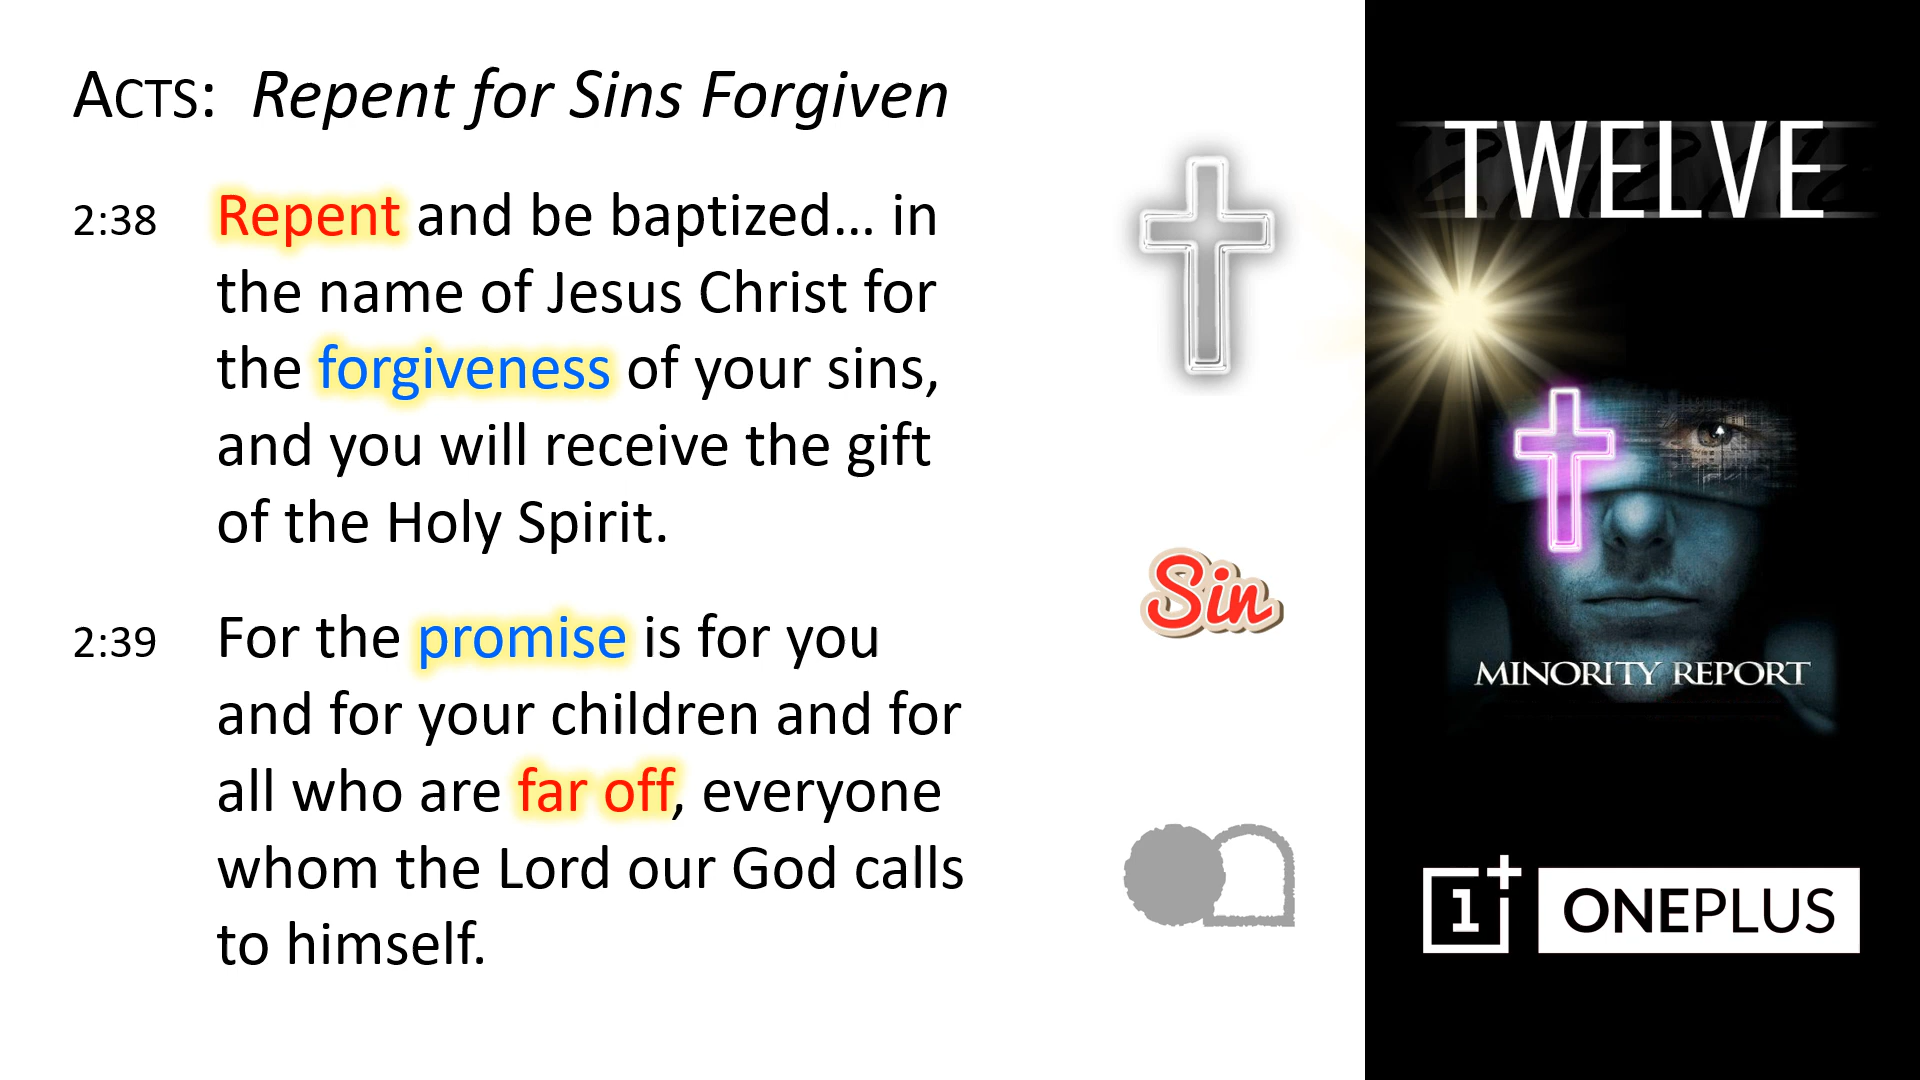 ACTS: Repent for Sins Forgiven
2:38 Repent and be baptized... in
the name of Jesus Christ for
the forgiveness of your sins,
and you will receive the gift
of the Holy Spirit.
2:39 For the promise is for you
and for your children and for
all who are far off, everyone
whom the Lord our God calls
to himself.
Sin
TWELVE
MINORITY REPORT
1+ ONEPLUS